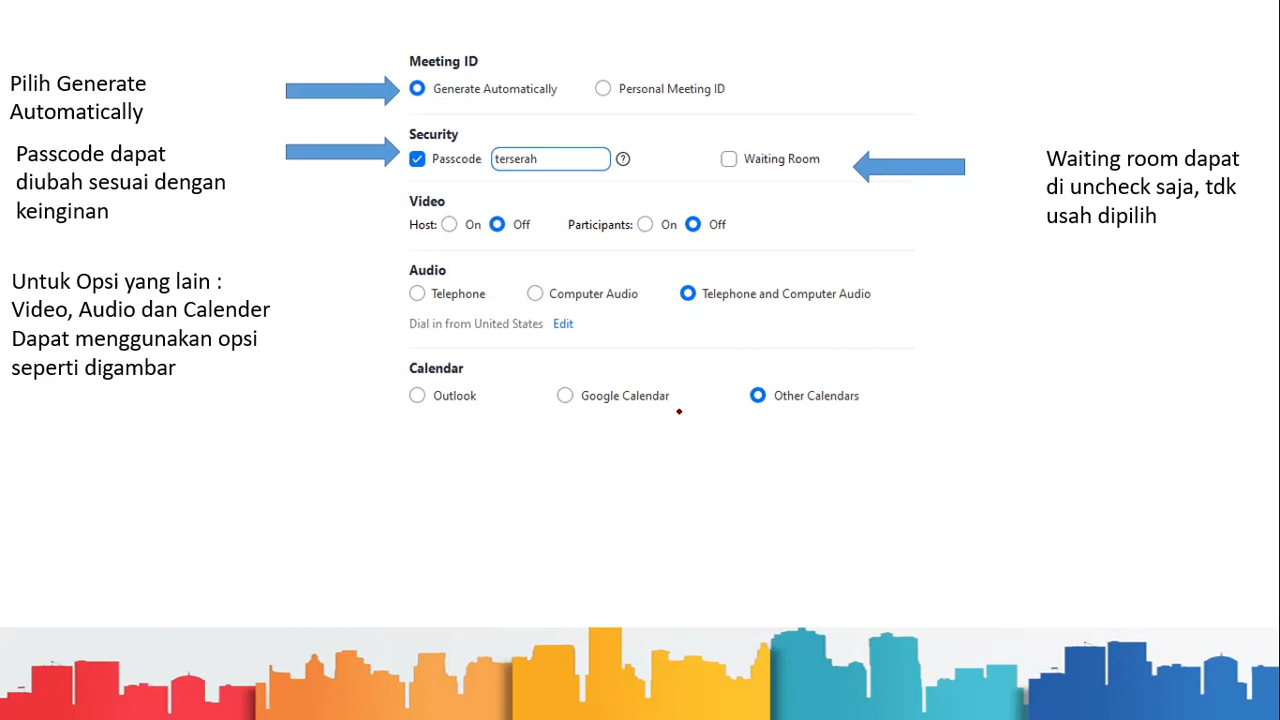 Pilih Generate
Automatically
Passcode dapat
diubah sesuai dengan
keinginan
Untuk Opsi yang lain :
Video, Audio dan Calender
Dapat menggunakan opsi
seperti digambar
Meeting ID
Generate Automatically Personal Meeting ID
Security
Passcode terserah ? Waiting Room
Video
Host: On Off Participants: On Off
Audio
Telephone Computer Audio Telephone and Computer Audio
Dial in from United States Edit
Calendar
Outlook Google Calendar Other Calendars
Waiting room dapat
di uncheck saja, tdk
usah dipilih